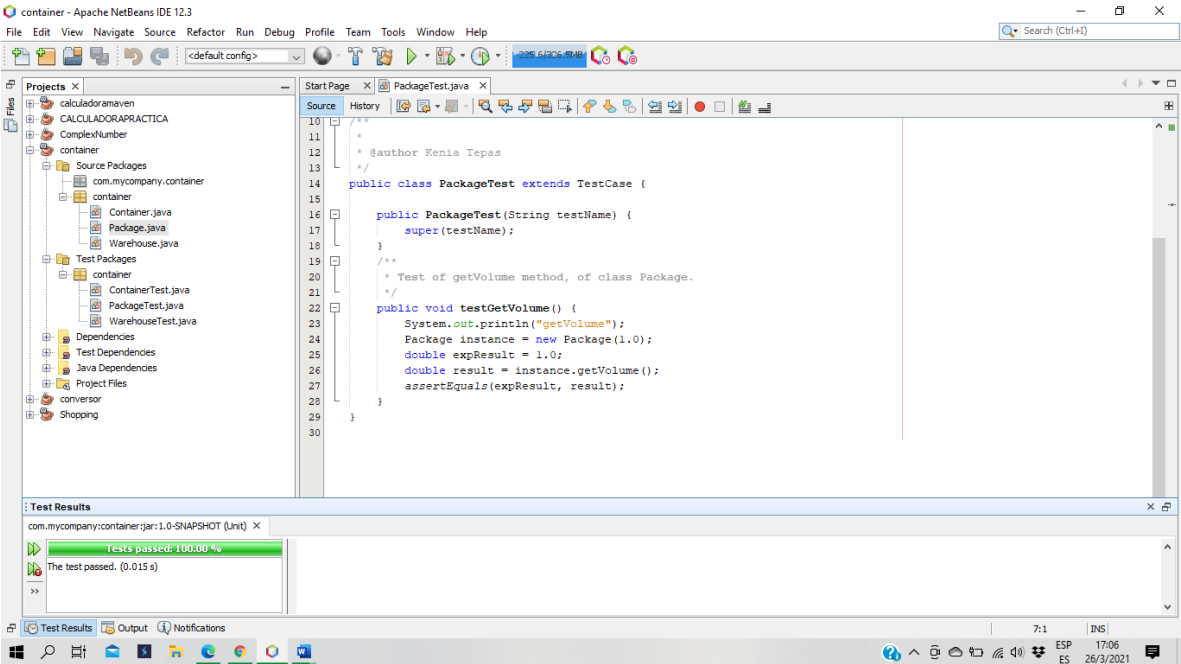 container - Apache NetBeans IDE 12.3
File Edit View Navigate Source Refactor Run Debug Profile Team Tools Window Help
Search (Ctrl+I)
<default config>
225.6/306.5MB
Files
Projects
calculadoramaven
CALCULADORAPRACTICA
ComplexNumber
container
Source Packages
com.mycompany.container
container
Container.java
Package.java
Warehouse.java
Test Packages
container
ContainerTest.java
PackageTest.java
WarehouseTest.java
Dependencies
Test Dependencies
Java Dependencies
Project Files
conversor
Shopping
Start Page PackageTest.java
Source History
10 /**
11 *
12 * @author Kenia Tepas
13 */
14 public class PackageTest extends TestCase {
15
16 public PackageTest(String testName) {
17 super(testName);
18 }
19 /**
20 * Test of getVolume method, of class Package.
21 */
22 public void testGetVolume() {
23 System.out.println("getVolume");
24 Package instance = new Package(1.0);
25 double expResult = 1.0;
26 double result = instance.getVolume();
27 assertEquals(expResult, result);
28 }
29 }
30
Test Results
com.mycompany:container:jar:1.0-SNAPSHOT (Unit)
Tests passed: 100.00 %
The test passed. (0.015 s)
>>
Test Results Output Notifications
7:1 INS
ESP
ES
17:06
26/3/2021